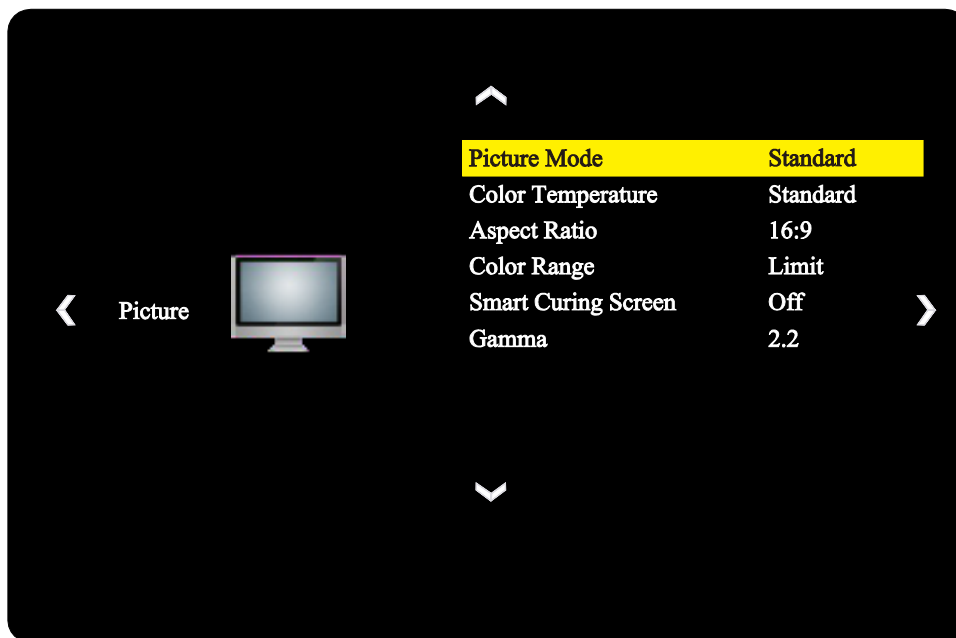 Picture
Picture Mode Standard
Color Temperature Standard
Aspect Ratio 16:9
Color Range Limit
Smart Curing Screen Off
Gamma 2.2